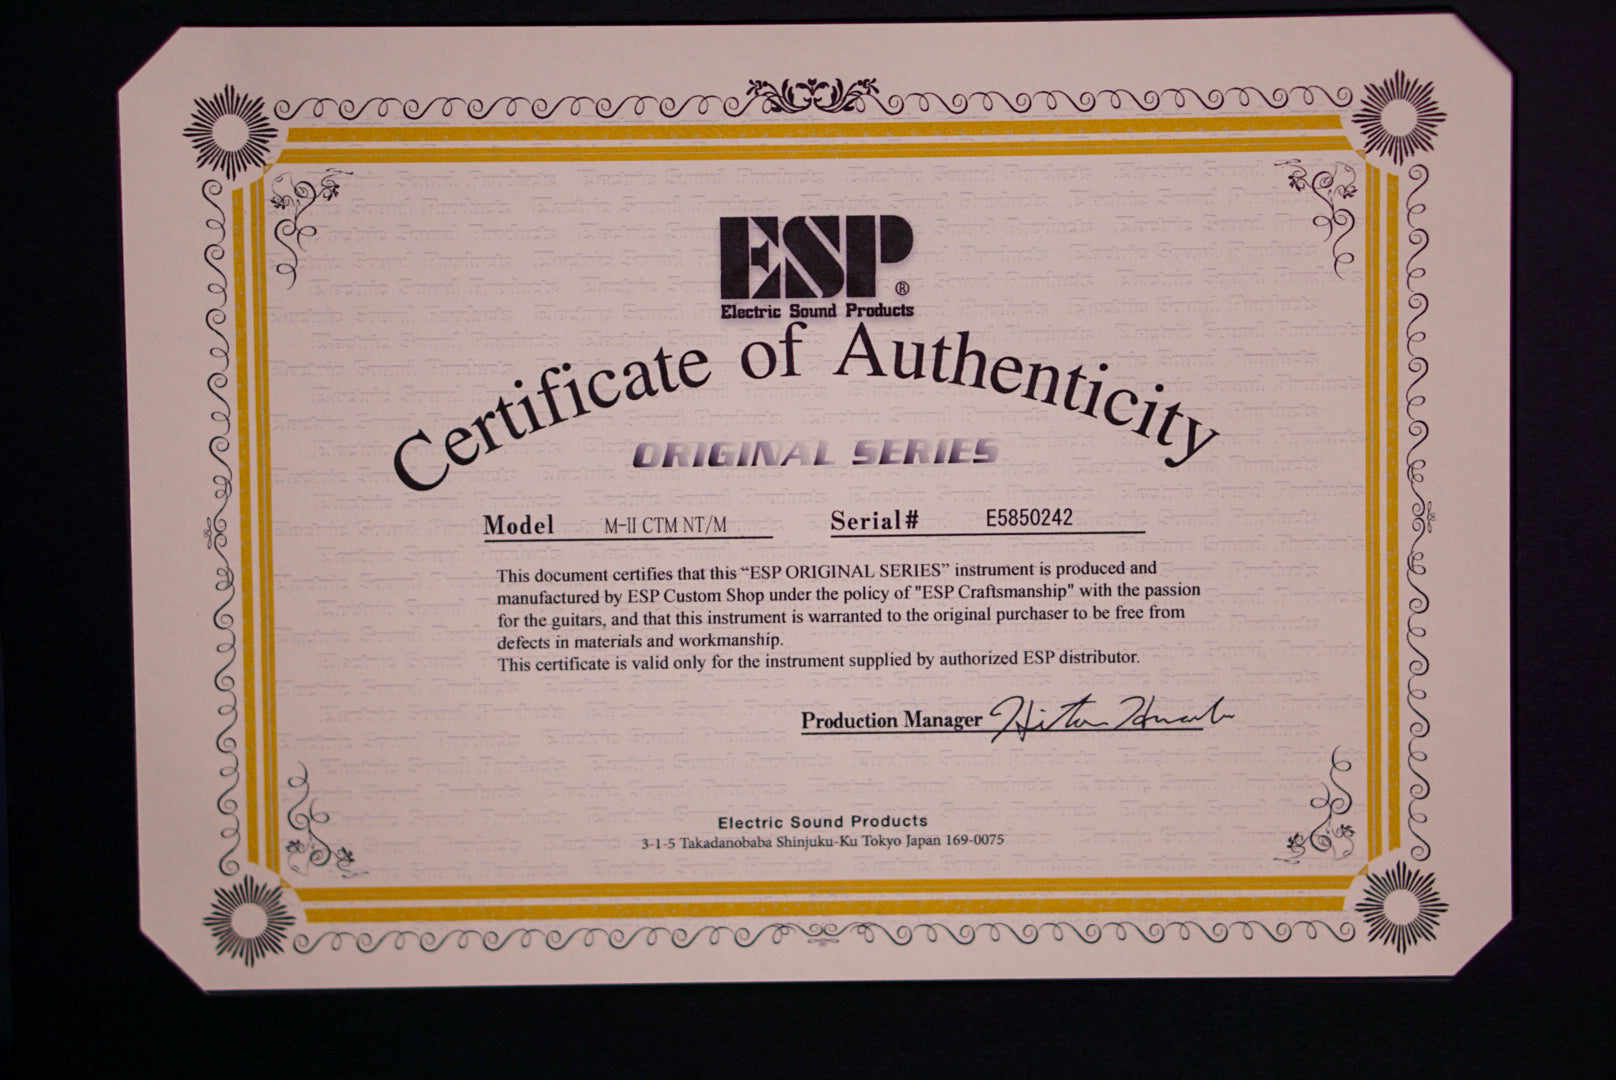 ESP®
Electric Sound Products
Certificate of Authenticity
ORIGINAL SERIES
Model M-II CTM NT/M Serial# E5850242
This document certifies that this “ESP ORIGINAL SERIES” instrument is produced and
manufactured by ESP Custom Shop under the policy of "ESP Craftsmanship" with the passion
for the guitars, and that this instrument is warranted to the original purchaser to be free from
defects in materials and workmanship.
This certificate is valid only for the instrument supplied by authorized ESP distributor.
Production Manager
Electric Sound Products
3-1-5 Takadanobaba Shinjuku-Ku Tokyo Japan 169-0075